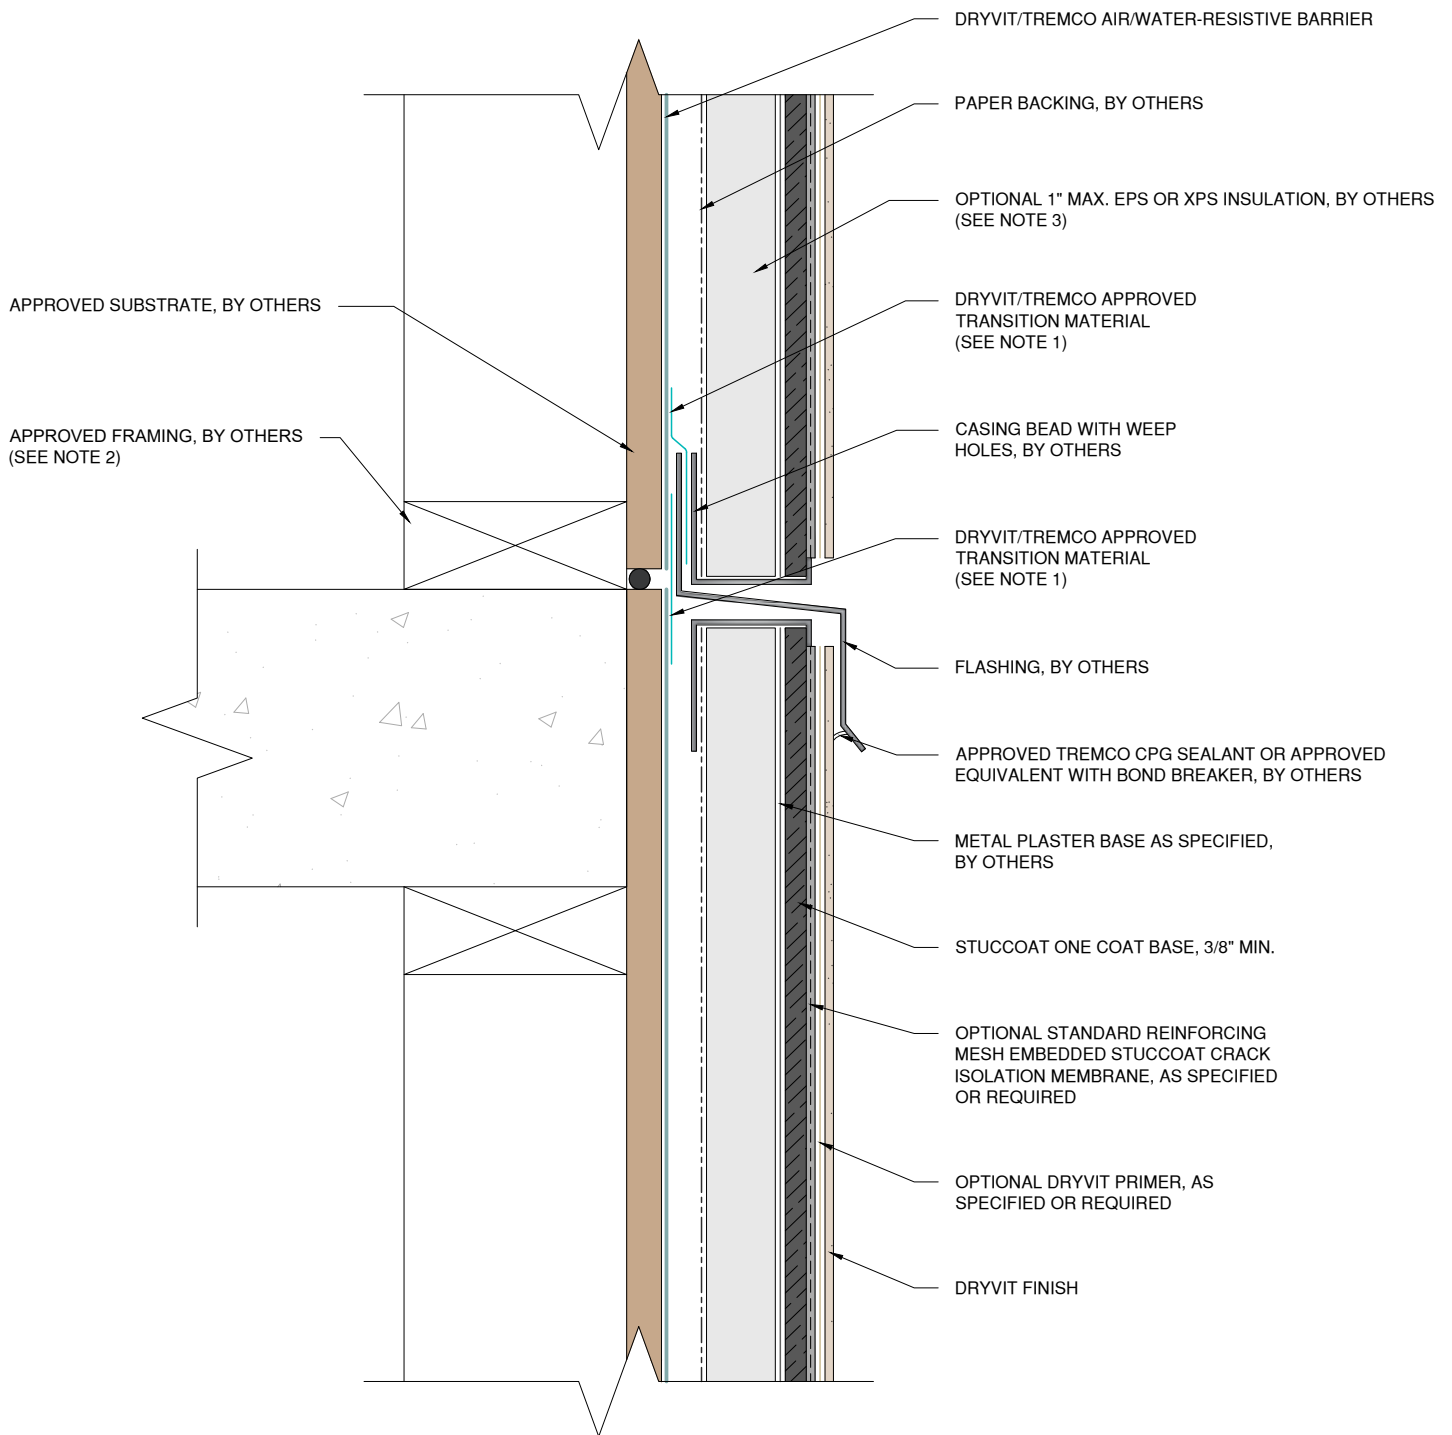 DRYVIT/TREMCO AIR/WATER-RESISTIVE BARRIER
PAPER BACKING, BY OTHERS
OPTIONAL 1" MAX. EPS OR XPS INSULATION, BY OTHERS
(SEE NOTE 3)
APPROVED SUBSTRATE, BY OTHERS
DRYVIT/TREMCO APPROVED
TRANSITION MATERIAL
(SEE NOTE 1)
APPROVED FRAMING, BY OTHERS
(SEE NOTE 2)
CASING BEAD WITH WEEP
HOLES, BY OTHERS
DRYVIT/TREMCO APPROVED
TRANSITION MATERIAL
(SEE NOTE 1)
FLASHING, BY OTHERS
APPROVED TREMCO CPG SEALANT OR APPROVED
EQUIVALENT WITH BOND BREAKER, BY OTHERS
METAL PLASTER BASE AS SPECIFIED,
BY OTHERS
STUCCOAT ONE COAT BASE, 3/8" MIN.
OPTIONAL STANDARD REINFORCING
MESH EMBEDDED STUCCOAT CRACK
ISOLATION MEMBRANE, AS SPECIFIED
OR REQUIRED
OPTIONAL DRYVIT PRIMER, AS
SPECIFIED OR REQUIRED
DRYVIT FINISH